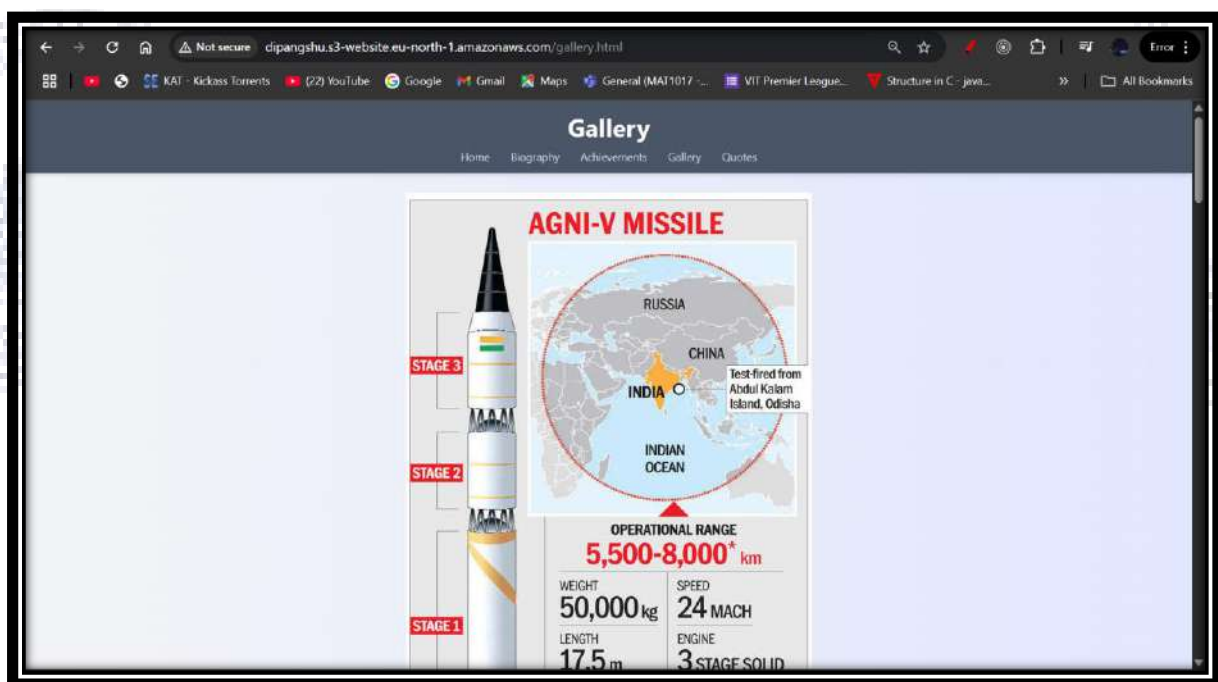 Not secure dipangshu.s3-website.eu-north-1.amazonaws.com/gallery.html Error
KAT - Kickass Torrents (22) YouTube Google Gmail Maps General (MAT1017 -... VIT Premier League... Structure in C - java... » All Bookmarks
Gallery
Home Biography Achievements Gallery Quotes
AGNI-V MISSILE
RUSSIA
CHINA
INDIA
Test-fired from
Abdul Kalam
Island, Odisha
INDIAN
OCEAN
STAGE 3
STAGE 2
STAGE 1
OPERATIONAL RANGE
5,500-8,000* km
WEIGHT
50,000 kg
SPEED
24 MACH
LENGTH
17.5 m
ENGINE
3 STAGE SOLID